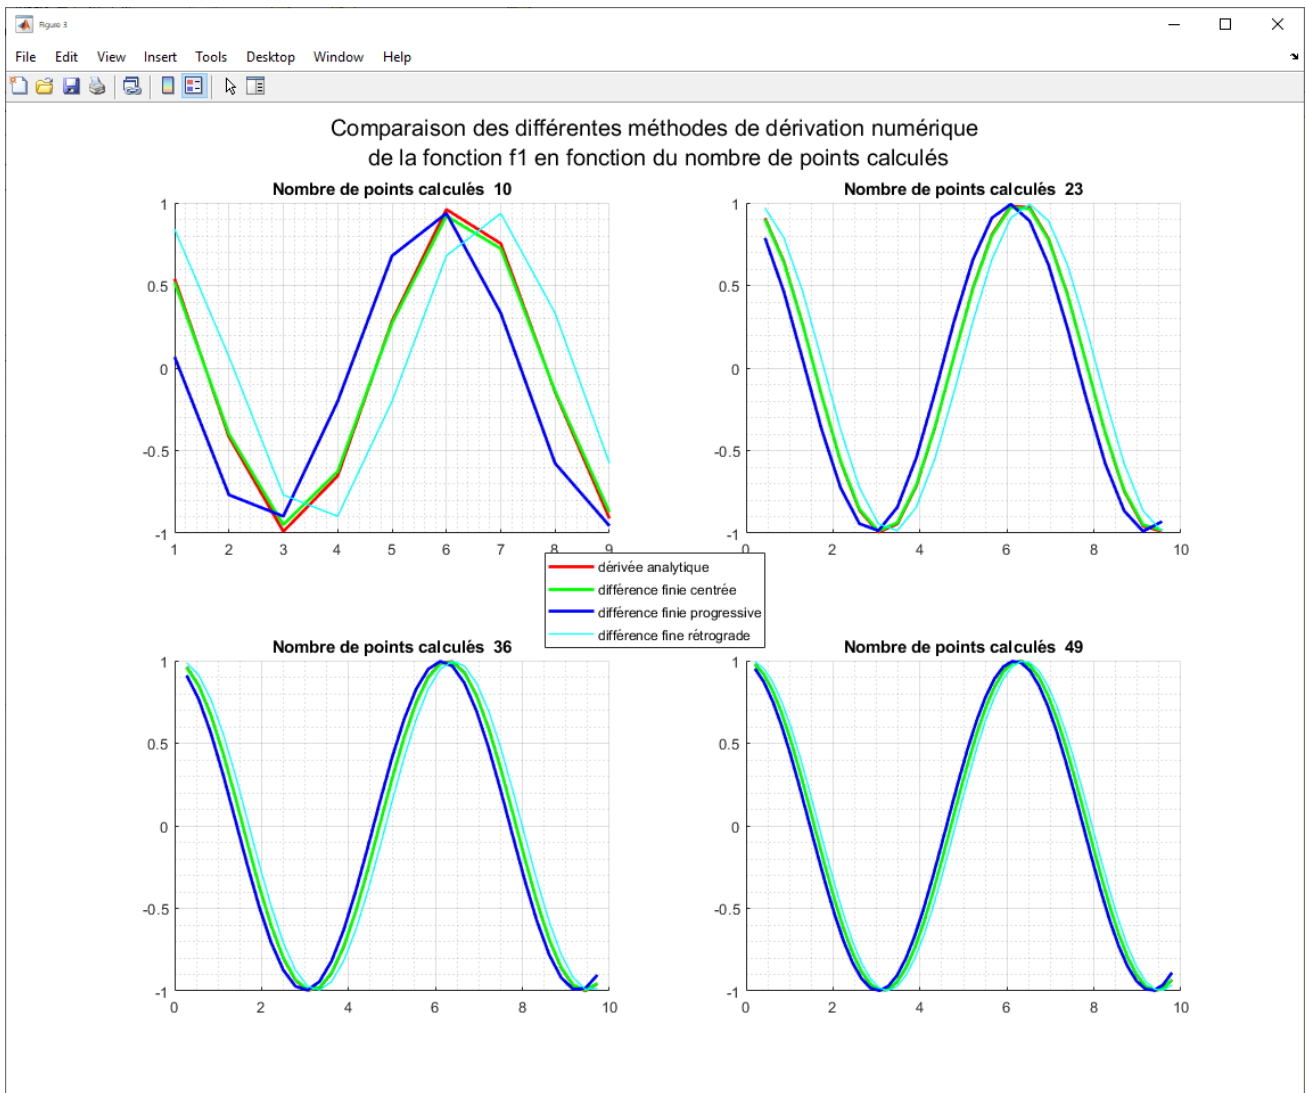 Figure 3
File Edit View Insert Tools Desktop Window Help
Comparaison des différentes méthodes de dérivation numérique
de la fonction f1 en fonction du nombre de points calculés
Nombre de points calculés 10
1
0.5
0
-0.5
-1
1 2 3 4 5 6 7 8 9
Nombre de points calculés 23
1
0.5
0
-0.5
-1
0 2 4 6 8 10
dérivée analytique
différence finie centrée
différence finie progressive
différence fine rétrograde
Nombre de points calculés 36
1
0.5
0
-0.5
-1
0 2 4 6 8 10
Nombre de points calculés 49
1
0.5
0
-0.5
-1
0 2 4 6 8 10